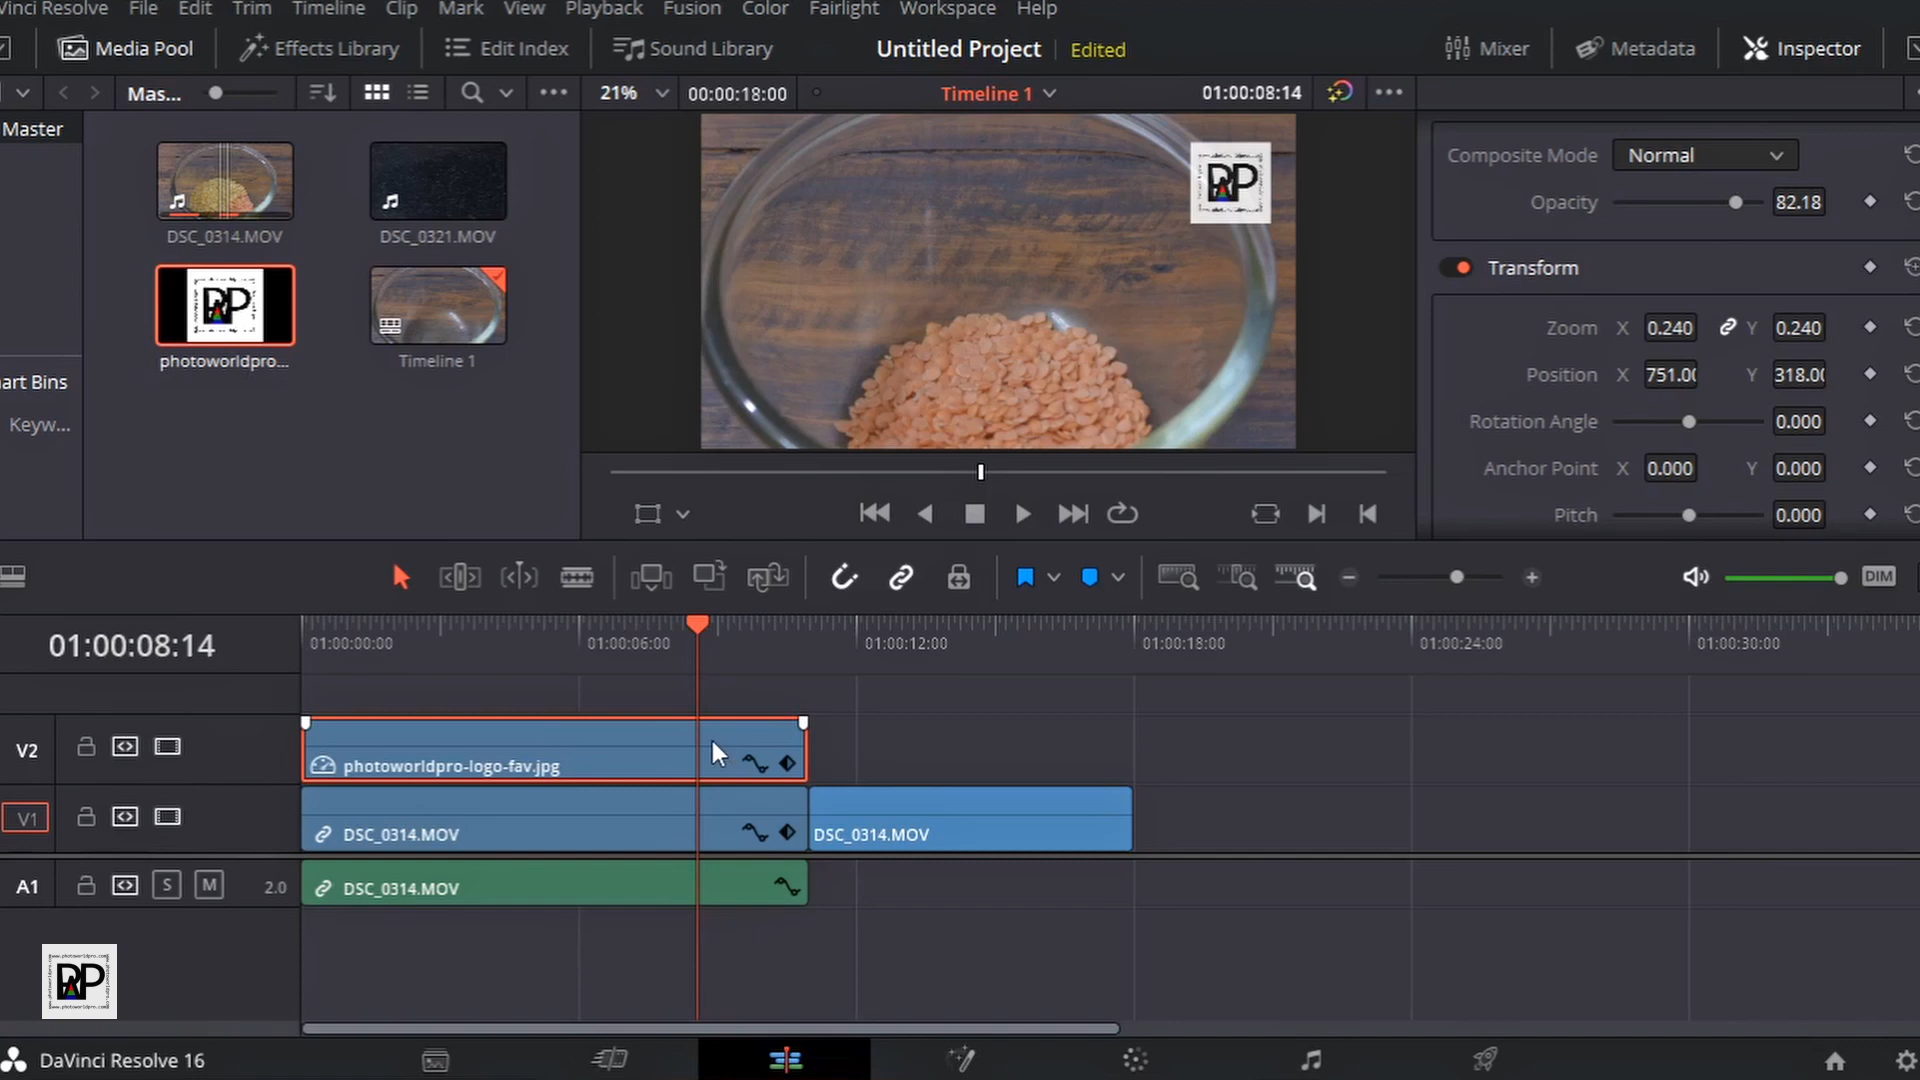 Vinci Resolve File Edit Trim Timeline Clip Mark View Playback Fusion Color Fairlight Workspace Help
Media Pool Effects Library Edit Index Sound Library Untitled Project Edited Mixer Metadata Inspector
Mas... 21% 00:00:18:00 Timeline 1 01:00:08:14
Master
Composite Mode Normal
Opacity 82.18
DSC_0314.MOV DSC_0321.MOV
Transform
Zoom X 0.240 Y 0.240
photoworldpro... Timeline 1
Position X 751.00 Y 318.00
art Bins
Keyw...
Rotation Angle 0.000
Anchor Point X 0.000 Y 0.000
Pitch 0.000
DIM
01:00:08:14 01:00:00:00 01:00:06:00 01:00:12:00 01:00:18:00 01:00:24:00 01:00:30:00
V2 photoworldpro-logo-fav.jpg
V1 DSC_0314.MOV DSC_0314.MOV
A1 S M 2.0 DSC_0314.MOV
DaVinci Resolve 16